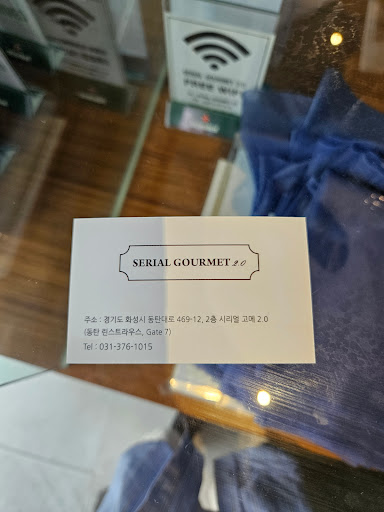 FREE WIFI
SERIAL GOURMET 2.0
주소 : 경기도 화성시 동탄대로 469-12, 2층 시리얼 고메 2.0
(동탄 린스트라우스, Gate 7)
Tel : 031-376-1015